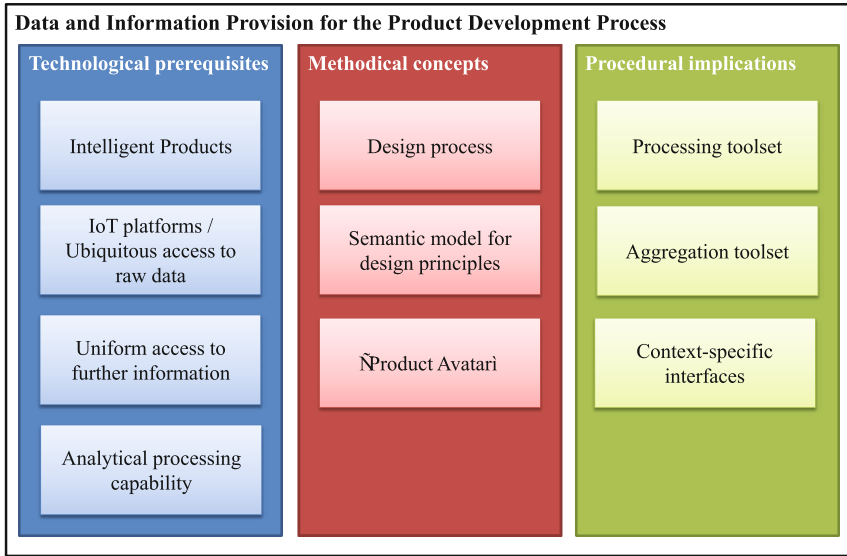 Data and Information Provision for the Product Development Process
Technological prerequisites
Intelligent Products
IoT platforms /
Ubiquitous access to
raw data
Uniform access to
further information
Analytical processing
capability
Methodical concepts
Design process
Semantic model for
design principles
ÑProduct Avatarì
Procedural implications
Processing toolset
Aggregation toolset
Context-specific
interfaces